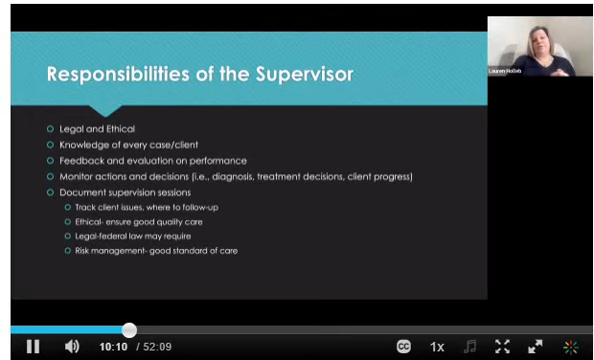 Responsibilities of the Supervisor
Lauren Holleb
Legal and Ethical
Knowledge of every case/client
Feedback and evaluation on performance
Monitor actions and decisions (i.e., diagnosis, treatment decisions, client progress)
Document supervision sessions
Track client issues, where to follow-up
Ethical- ensure good quality care
Legal-federal law may require
Risk management- good standard of care
10:10 / 52:09
CC
1x